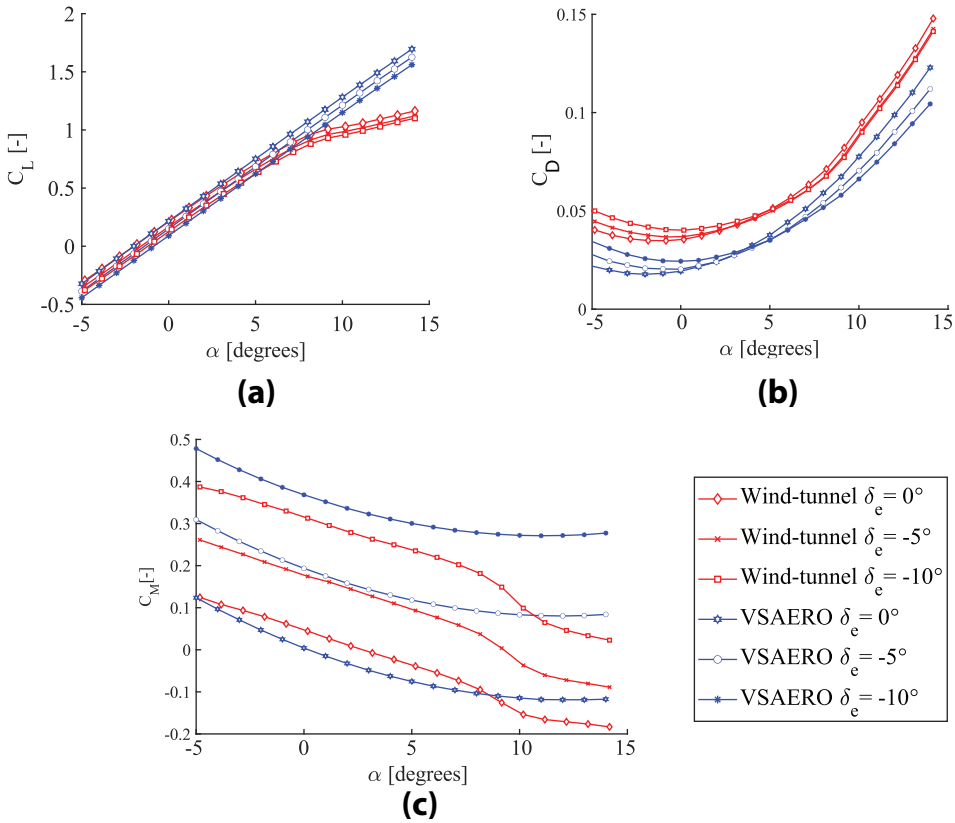 (a)
2
1.5
1
0.5
0
-0.5
C_L [-]
-5 0 5 10 15
α [degrees]
(b)
0.15
0.1
0.05
0
C_D [-]
-5 0 5 10 15
α [degrees]
(a)
(b)
0.5
0.4
0.3
0.2
0.1
0
-0.1
-0.2
C_M[-]
-5 0 5 10 15
α [degrees]
(c)
Wind-tunnel δ_e = 0°
Wind-tunnel δ_e = -5°
Wind-tunnel δ_e = -10°
VSAERO δ_e = 0°
VSAERO δ_e = -5°
VSAERO δ_e = -10°